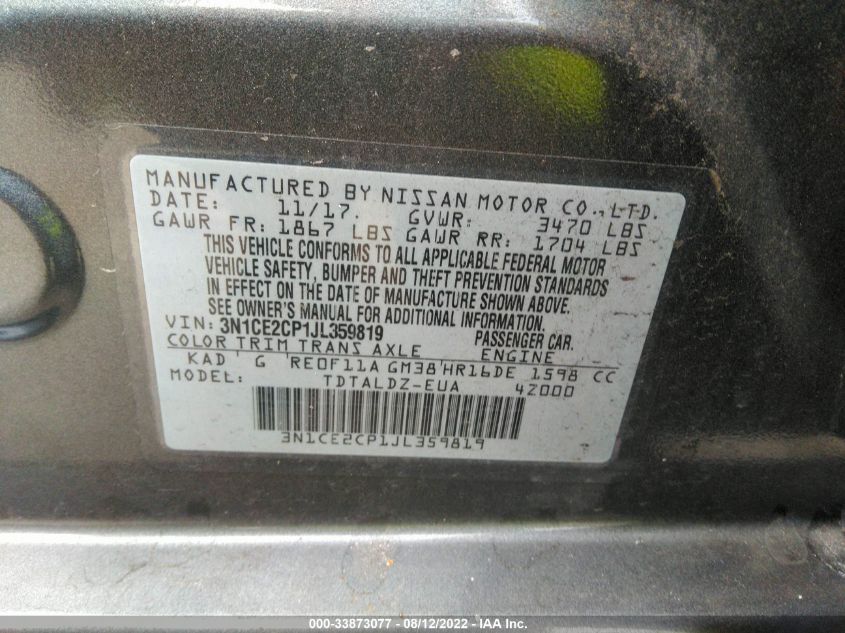 MANUFACTURED BY NISSAN MOTOR CO., LTD.
DATE: 11/17. GVWR: 3470 LBS
GAWR FR: 1867 LBS GAWR RR: 1704 LBS
THIS VEHICLE CONFORMS TO ALL APPLICABLE FEDERAL MOTOR
VEHICLE SAFETY, BUMPER AND THEFT PREVENTION STANDARDS
IN EFFECT ON THE DATE OF MANUFACTURE SHOWN ABOVE.
SEE OWNER'S MANUAL FOR ADDITIONAL INFORMATION.
VIN: 3N1CE2CP1JL359819 PASSENGER CAR.
COLOR TRIM TRANS AXLE ENGINE
KAD G RE0F11A GM38 HR16DE 1598 CC
MODEL: TDTALDZ-EUA 4Z000
3N1CE2CP1JL359819
000-33873077 - 08/12/2022 - IAA Inc.